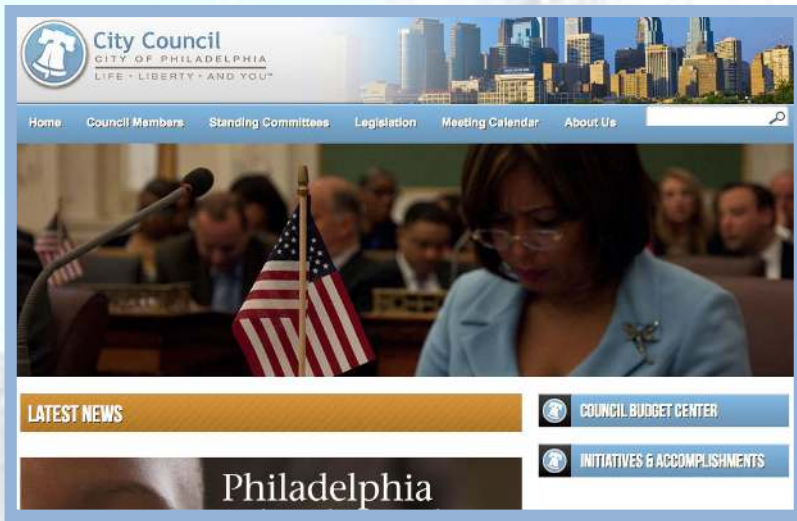 City Council
CITY OF PHILADELPHIA
LIFE • LIBERTY • AND YOU™
Home Council Members Standing Committees Legislation Meeting Calendar About Us
LATEST NEWS
COUNCIL BUDGET CENTER
INITIATIVES & ACCOMPLISHMENTS
Philadelphia